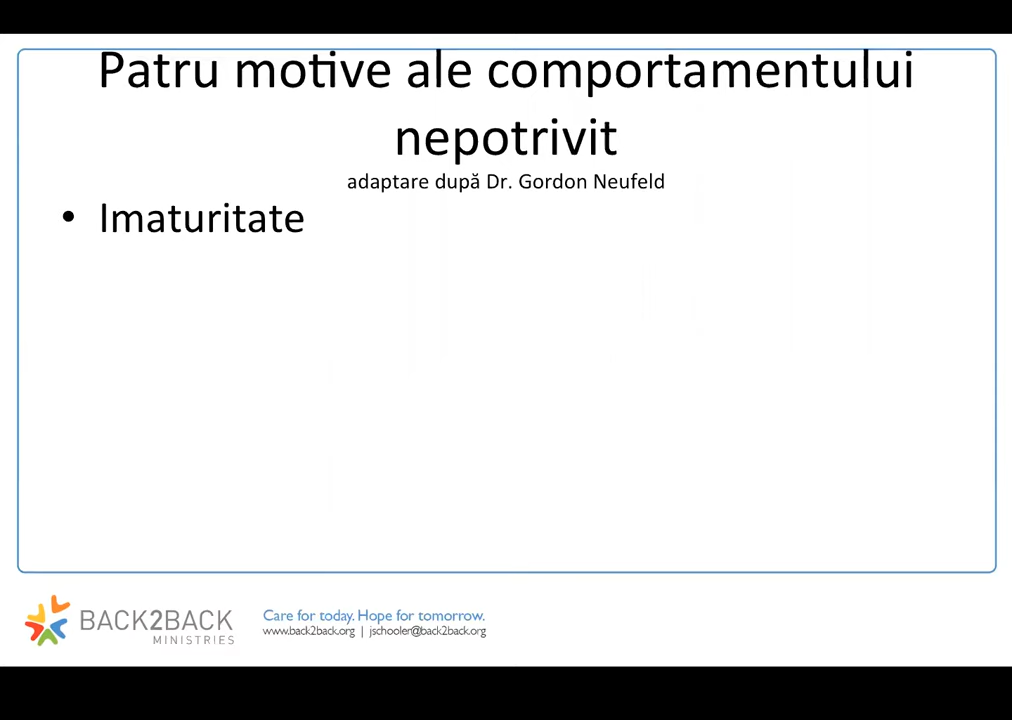 Patru motive ale comportamentului
nepotrivit
adaptare după Dr. Gordon Neufeld
• Imaturitate
BACK2BACK
MINISTRIES
Care for today. Hope for tomorrow.
www.back2back.org | jschooler@back2back.org